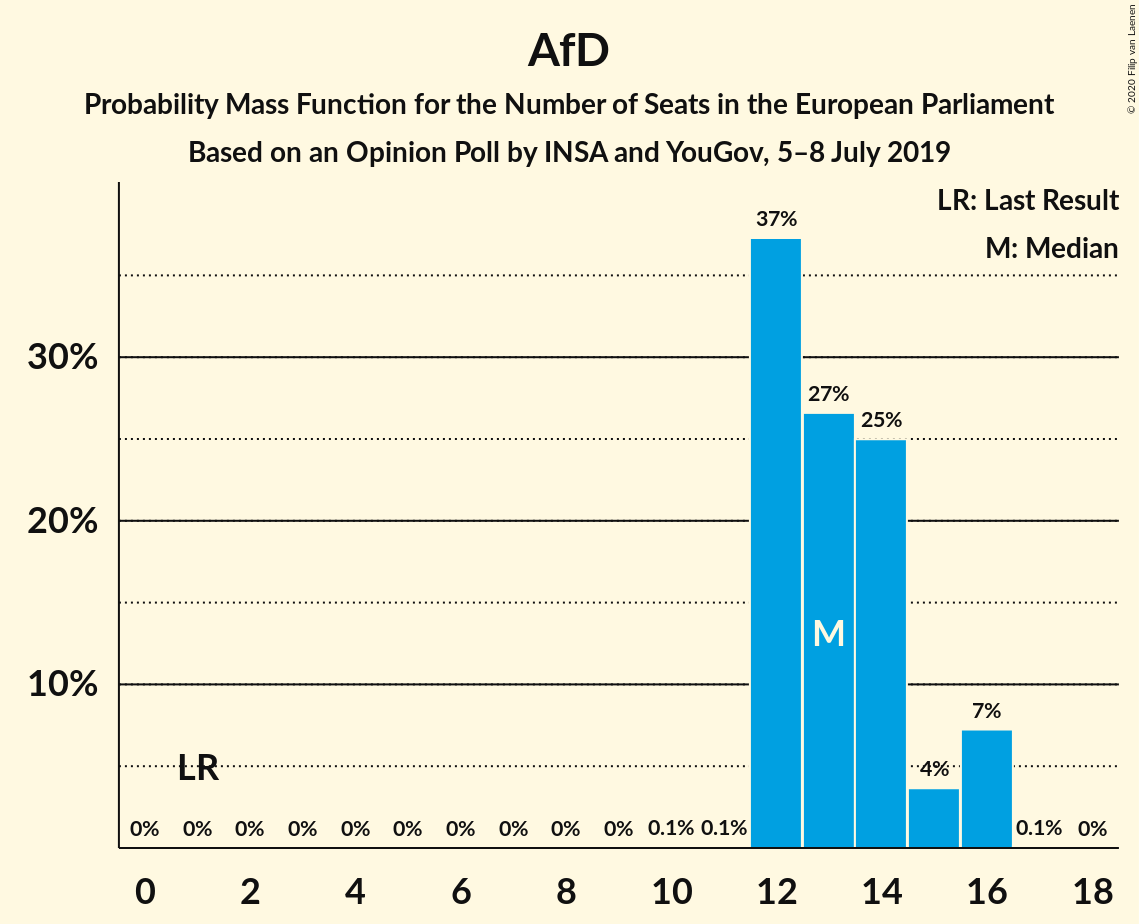 AfD
Probability Mass Function for the Number of Seats in the European Parliament
Based on an Opinion Poll by INSA and YouGov, 5–8 July 2019
© 2020 Filip van Laenen
LR: Last Result
M: Median
37%
27%
25%
7%
4%
30%
20%
10%
M
LR
0% 0% 0% 0% 0% 0% 0% 0% 0% 0% 0.1% 0.1% 0.1% 0%
0 2 4 6 8 10 12 14 16 18